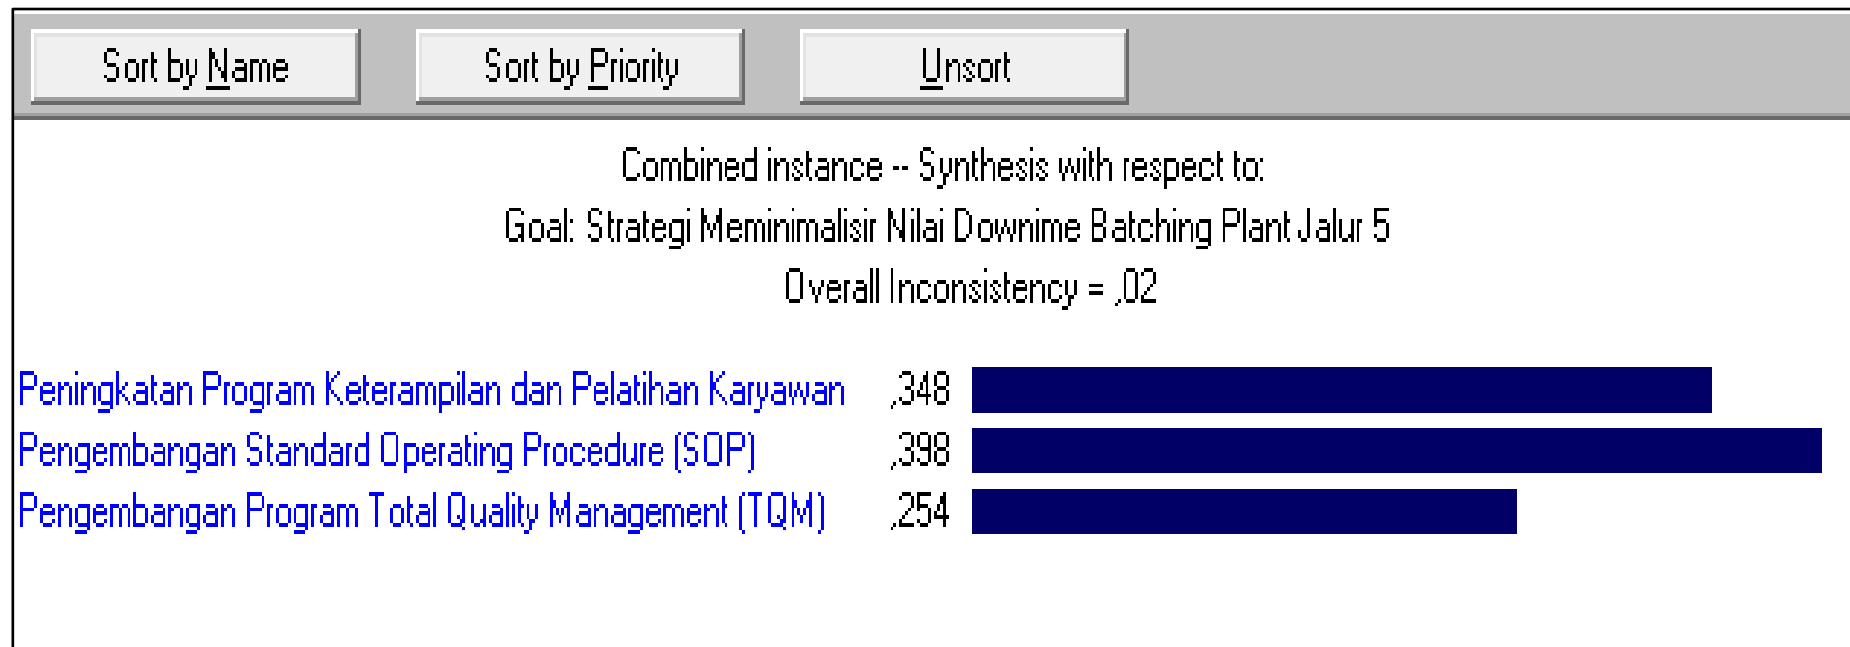 Sort by Name Sort by Priority Unsort
Combined instance -- Synthesis with respect to:
Goal: Strategi Meminimalisir Nilai Downime Batching Plant Jalur 5
Overall Inconsistency = ,02
Peningkatan Program Keterampilan dan Pelatihan Karyawan ,348
Pengembangan Standard Operating Procedure (SOP) ,398
Pengembangan Program Total Quality Management (TQM) ,254